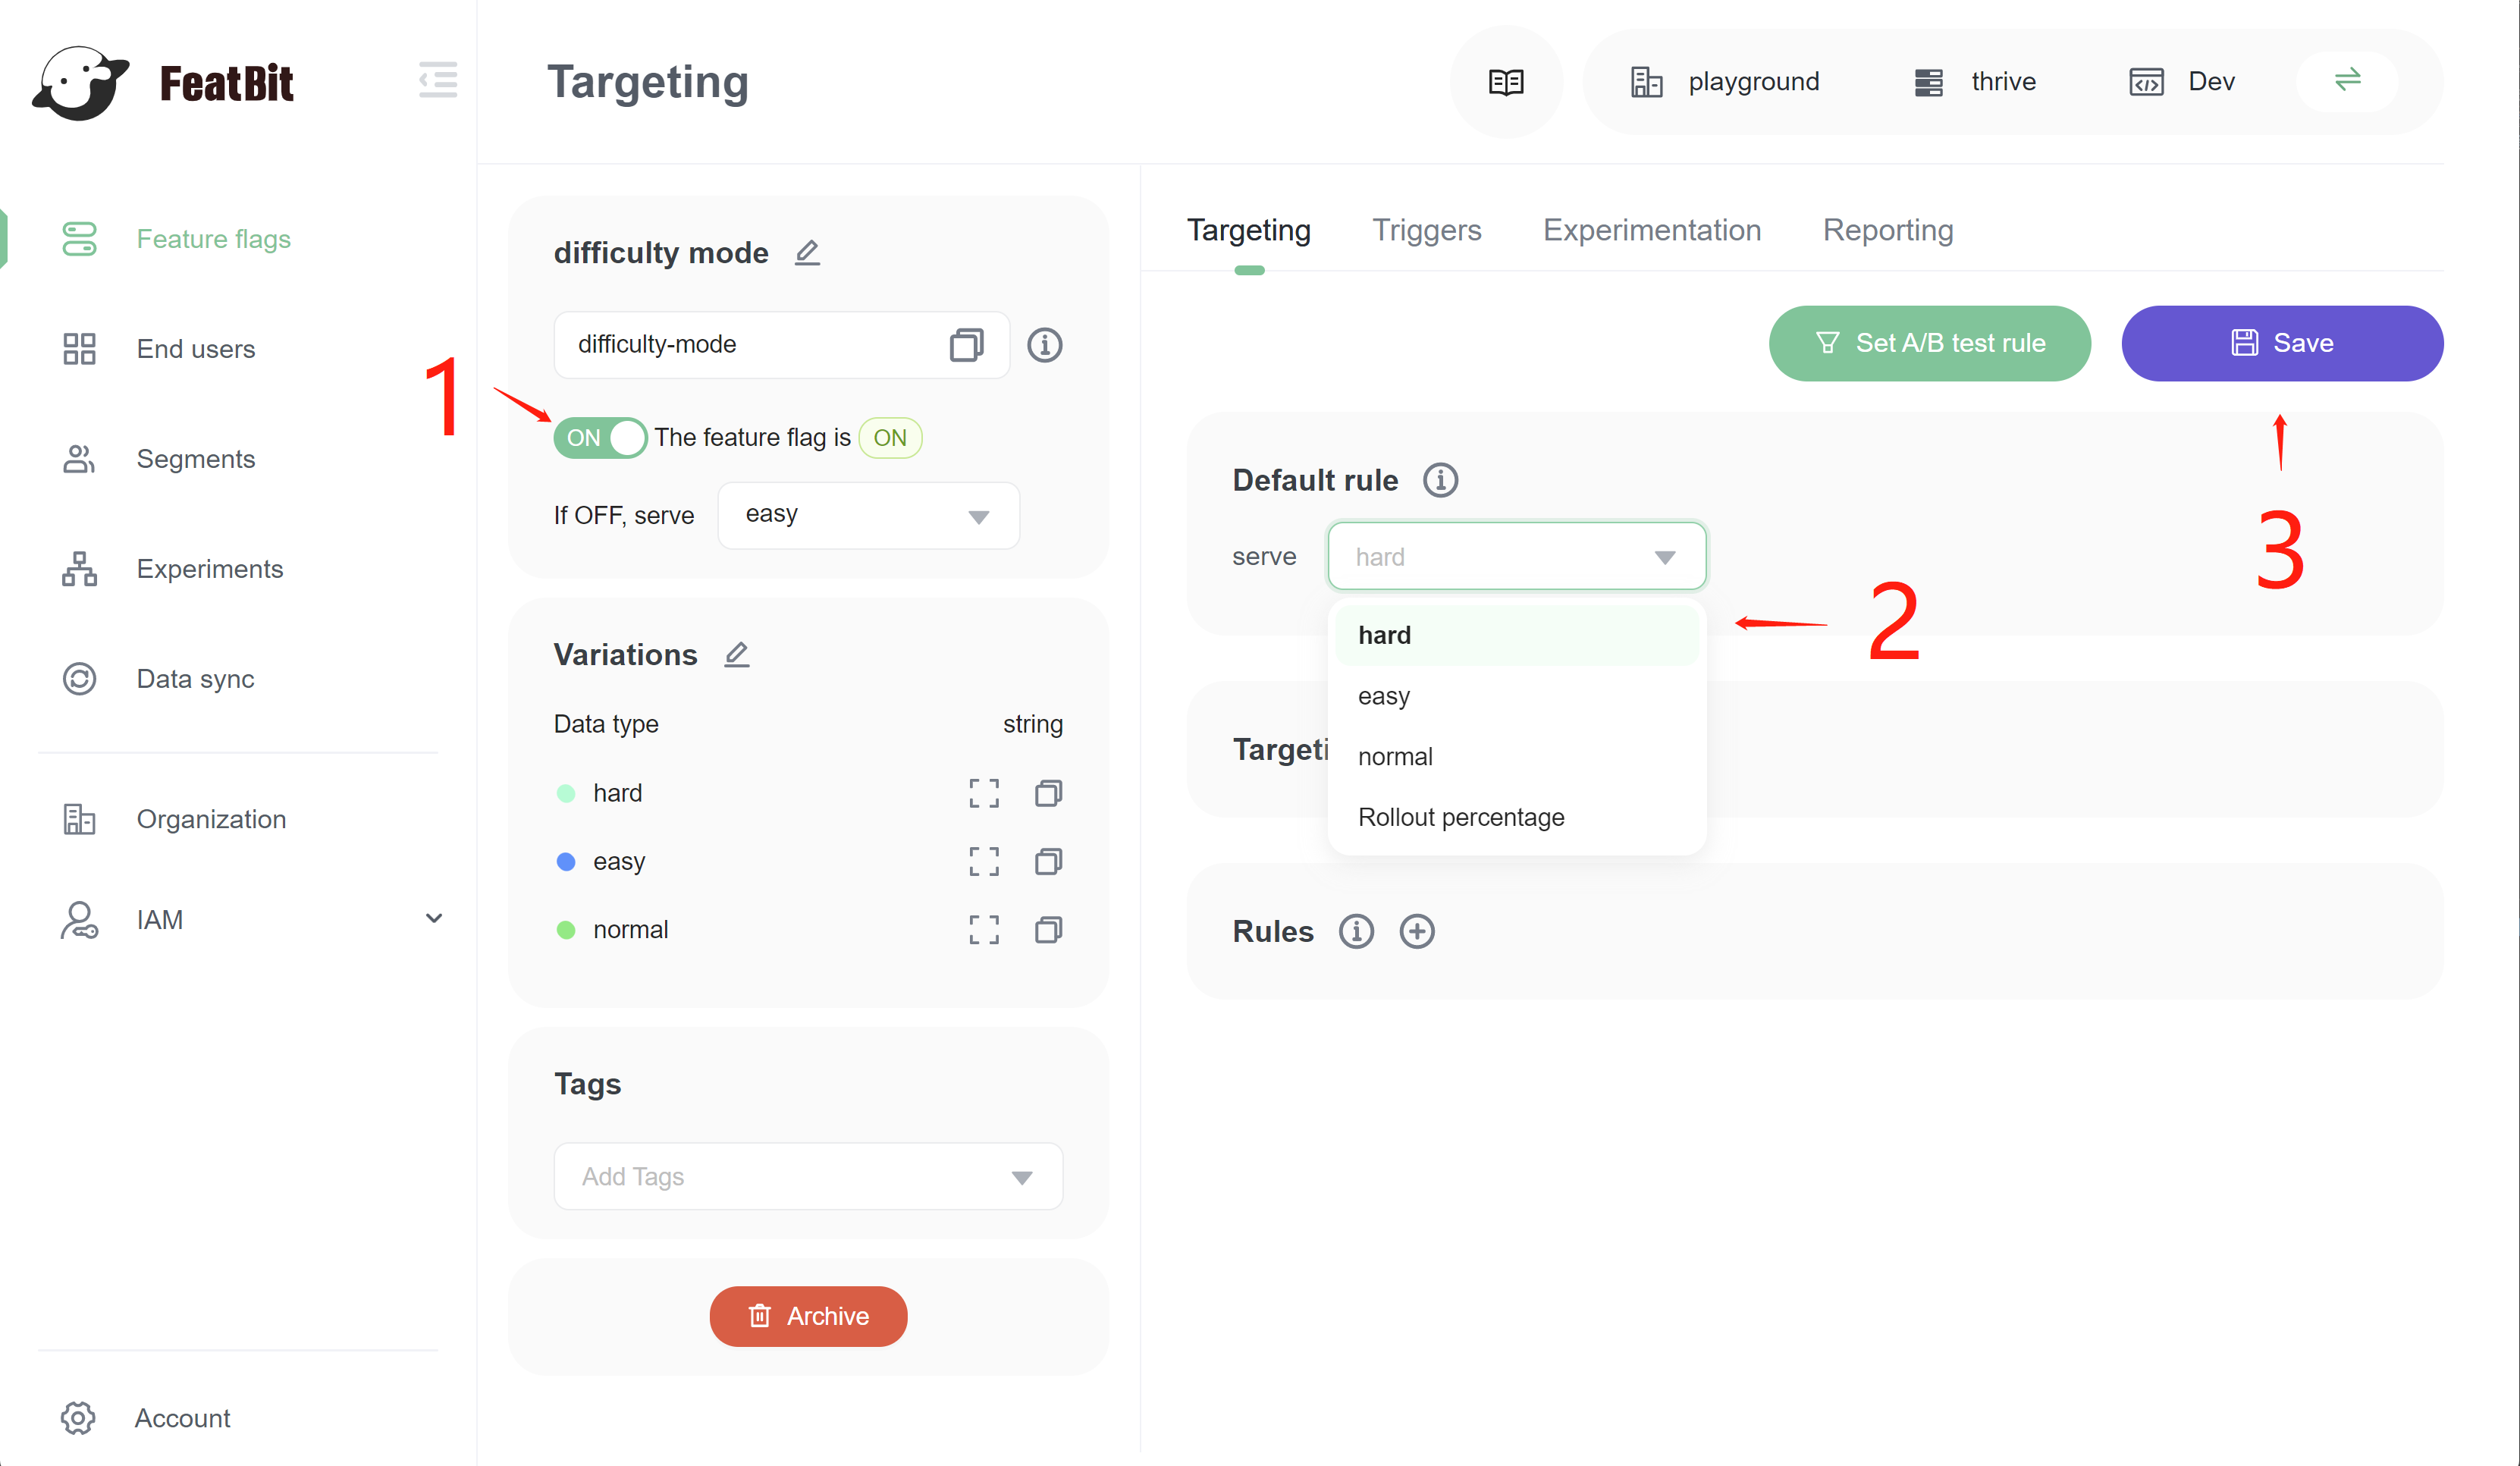 FeatBit
Targeting
playground
thrive
Dev
Feature flags
End users
Segments
Experiments
Data sync
Organization
IAM
Account
difficulty mode
difficulty-mode
1
ON The feature flag is ON
If OFF, serve easy
Variations
Data type string
hard
easy
normal
Tags
Add Tags
Archive
Targeting Triggers Experimentation Reporting
Set A/B test rule
Save
3
Default rule
serve hard
2
hard
easy
normal
Rollout percentage
Targeti
Rules